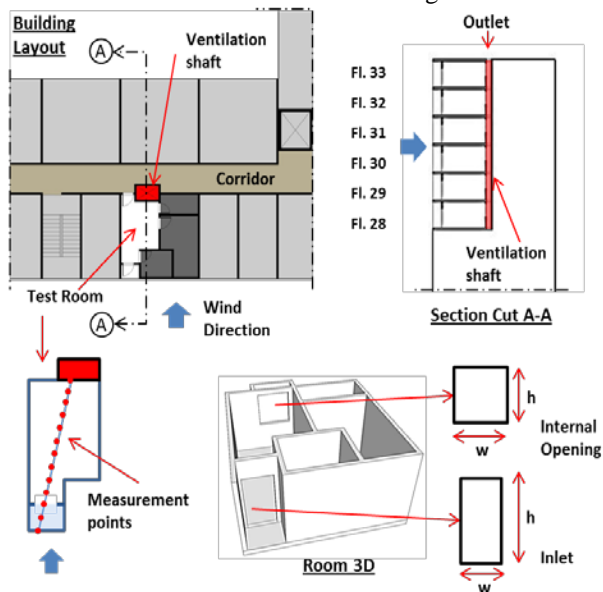 Building
Layout
A
Ventilation
shaft
Corridor
Test Room
A
Wind
Direction
Outlet
Fl. 33
Fl. 32
Fl. 31
Fl. 30
Fl. 29
Fl. 28
Ventilation
shaft
Section Cut A-A
Measurement
points
Room 3D
h
w
Internal
Opening
h
w
Inlet